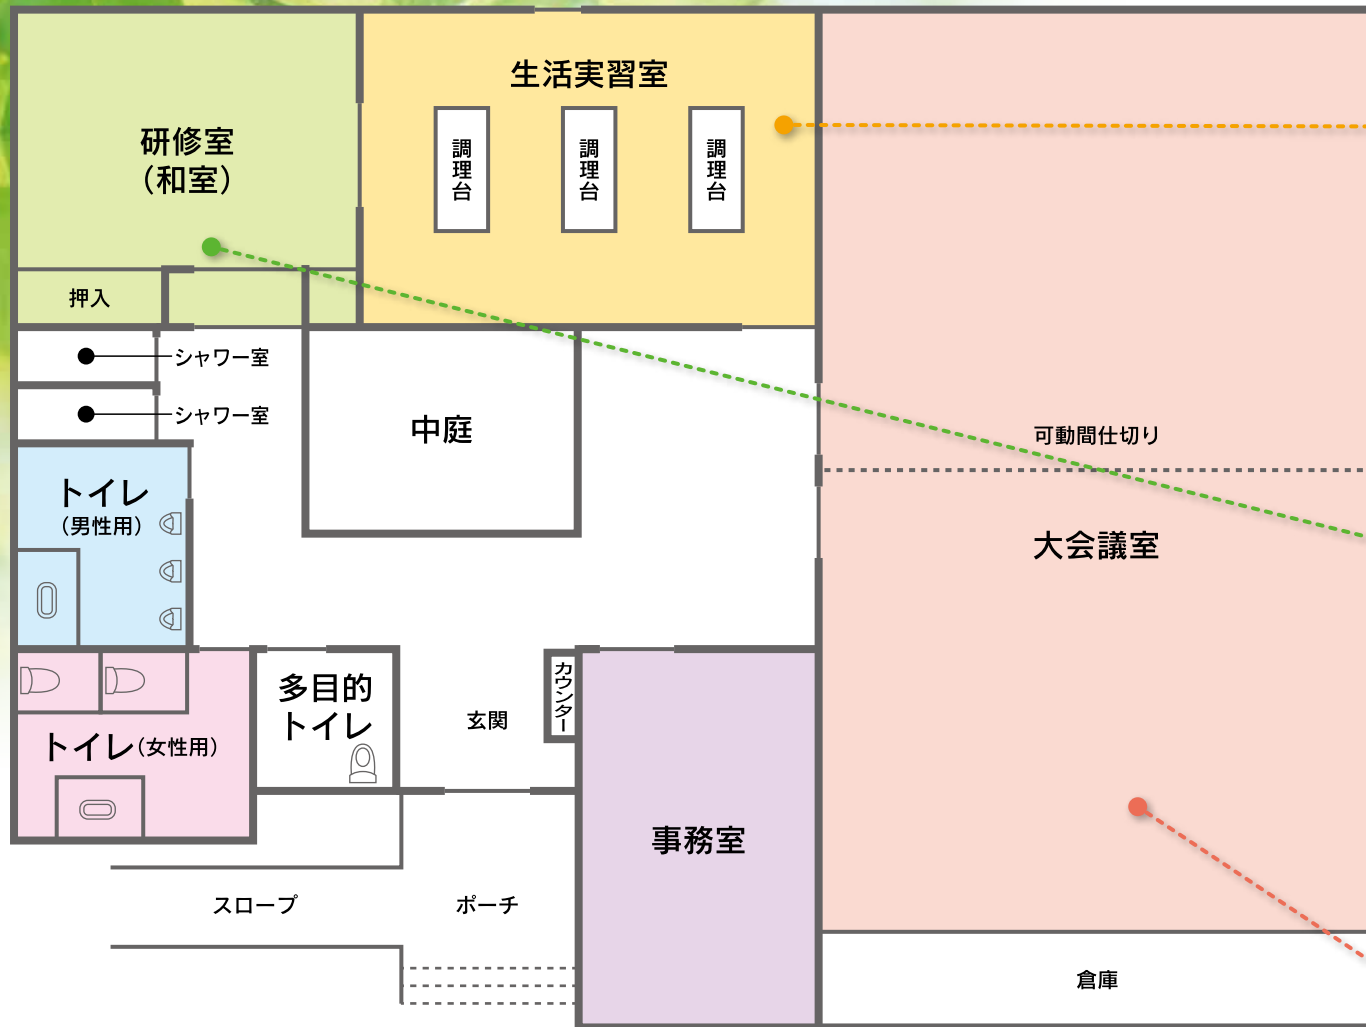 生活実習室
調理台
調理台
調理台
研修室
（和室）
押入
シャワー室
シャワー室
中庭
可動間仕切り
大会議室
トイレ
（男性用）
カウンター
多目的
トイレ
玄関
トイレ（女性用）
事務室
スロープ
ポーチ
倉庫